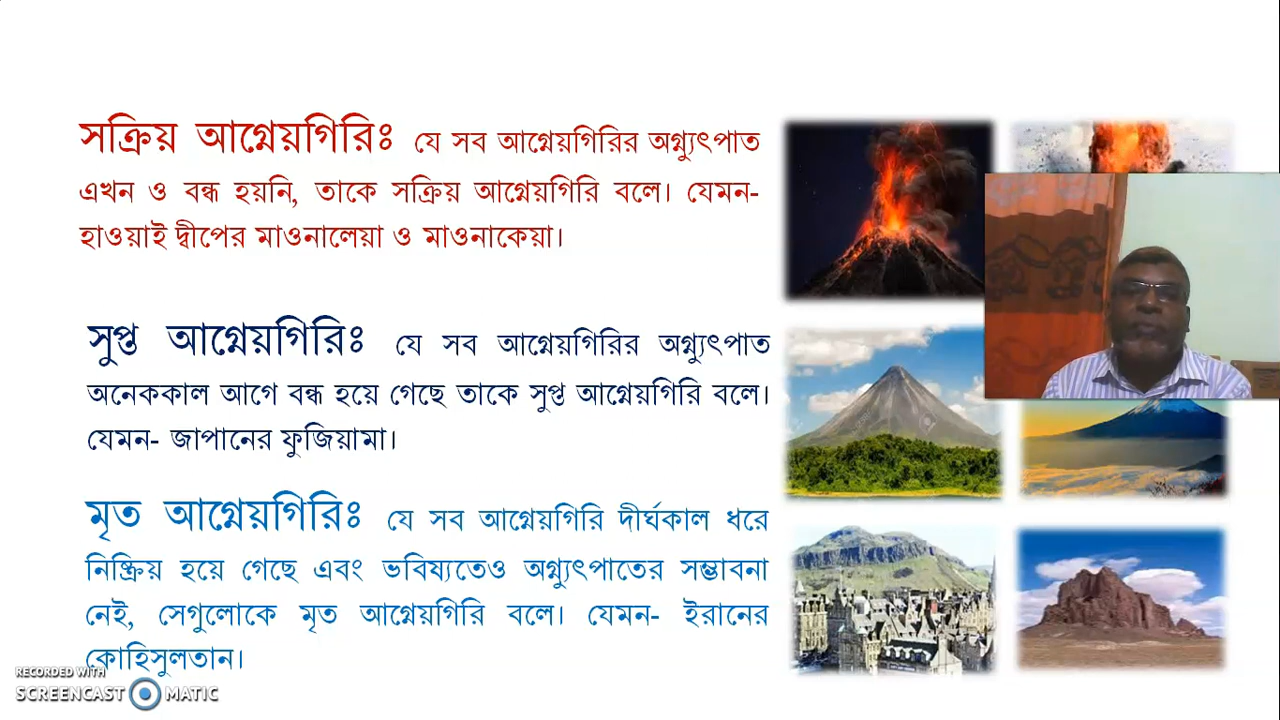 সক্রিয় আগ্নেয়গিরিঃ যে সব আগ্নেয়গিরির অগ্ন্যুৎপাত
এখন ও বন্ধ হয়নি, তাকে সক্রিয় আগ্নেয়গিরি বলে। যেমন-
হাওয়াই দ্বীপের মাওনালেয়া ও মাওনাকেয়া।
সুপ্ত আগ্নেয়গিরিঃ যে সব আগ্নেয়গিরির অগ্ন্যুৎপাত
অনেককাল আগে বন্ধ হয়ে গেছে তাকে সুপ্ত আগ্নেয়গিরি বলে।
যেমন- জাপানের ফুজিয়ামা।
মৃত আগ্নেয়গিরিঃ যে সব আগ্নেয়গিরি দীর্ঘকাল ধরে
নিষ্ক্রিয় হয়ে গেছে এবং ভবিষ্যতেও অগ্ন্যুৎপাতের সম্ভাবনা
নেই, সেগুলোকে মৃত আগ্নেয়গিরি বলে। যেমন- ইরানের
কোহিসুলতান।
RECORDED WITH
SCREENCAST MATIC